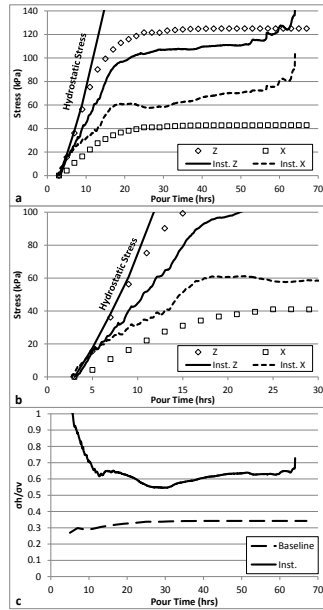 140
120
100
80
60
40
20
0
Stress (kPa)
Hydrostatic Stress
Z X
Inst. Z Inst. X
0 10 20 30 40 50 60 70
a Pour Time (hrs)
100
80
60
40
20
0
Stress (kPa)
Hydrostatic Stress
Z X
Inst. Z Inst. X
0 5 10 15 20 25 30
b Pour Time (hrs)
1
0.9
0.8
0.7
0.6
0.5
0.4
0.3
0.2
0.1
0
σh/σv
Baseline
Inst.
0 10 20 30 40 50 60 70
c Pour Time (hrs)